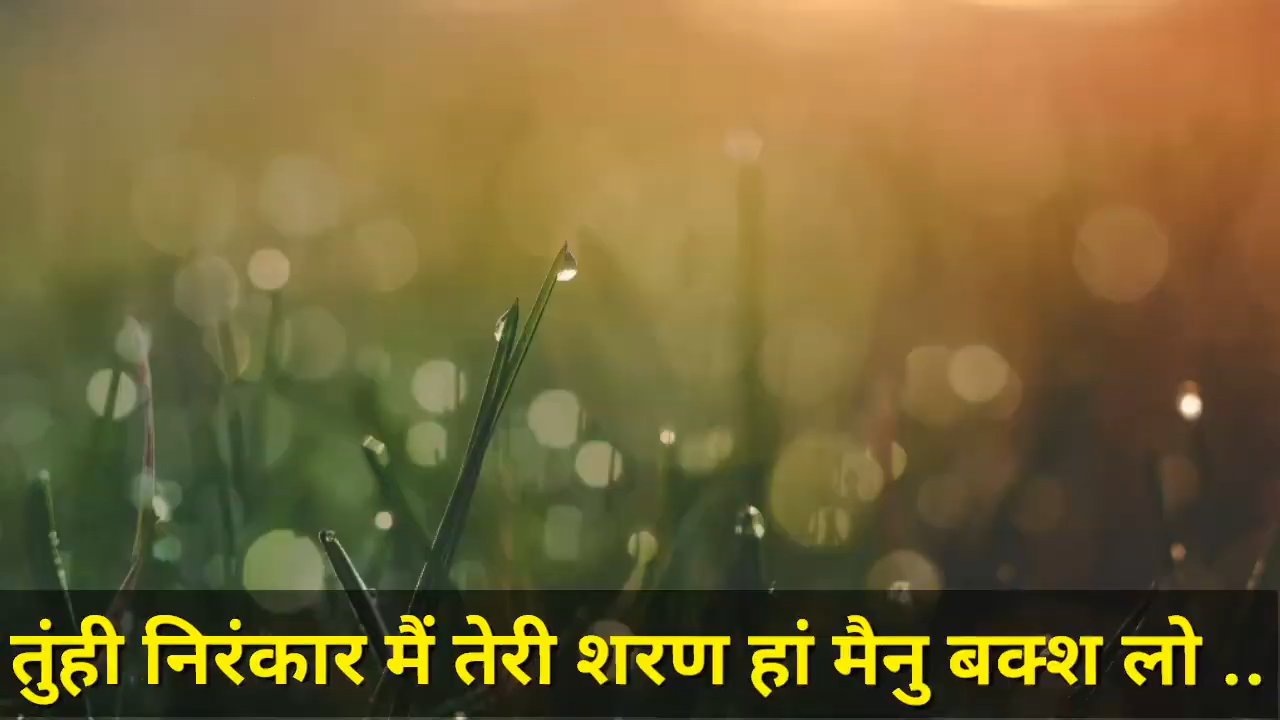 तुंही निरंकार मैं तेरी शरण हां मैनु बक्श लो ..